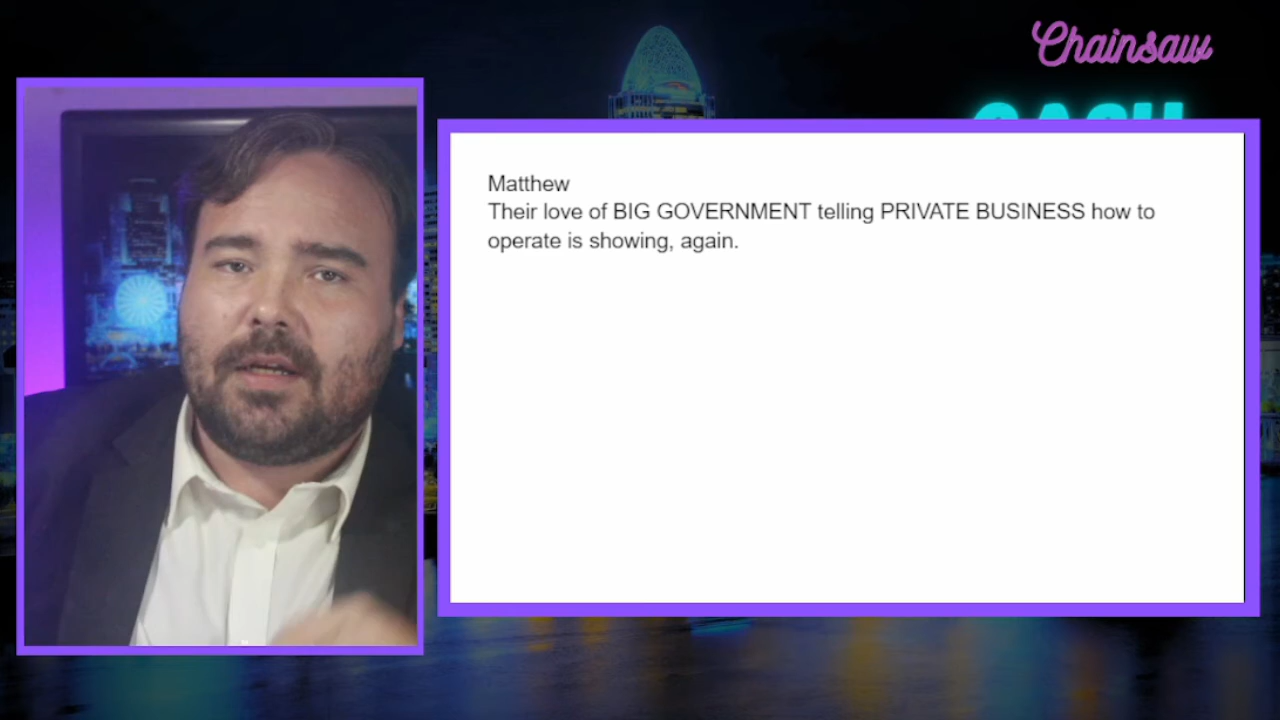 Chainsaw
Matthew
Their love of BIG GOVERNMENT telling PRIVATE BUSINESS how to
operate is showing, again.